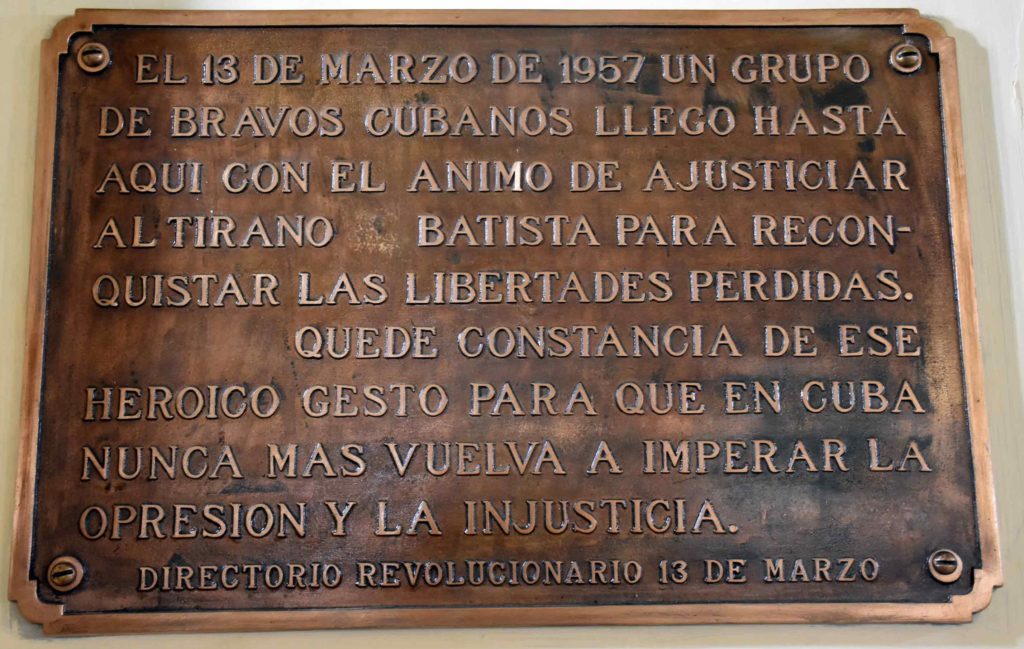 EL 13 DE MARZO DE 1957 UN GRUPO
DE BRAVOS CUBANOS LLEGO HASTA
AQUI CON EL ANIMO DE AJUSTICIAR
AL TIRANO BATISTA PARA RECON-
QUISTAR LAS LIBERTADES PERDIDAS.
QUEDE CONSTANCIA DE ESE
HEROICO GESTO PARA QUE EN CUBA
NUNCA MAS VUELVA A IMPERAR LA
OPRESION Y LA INJUSTICIA.
DIRECTORIO REVOLUCIONARIO 13 DE MARZO